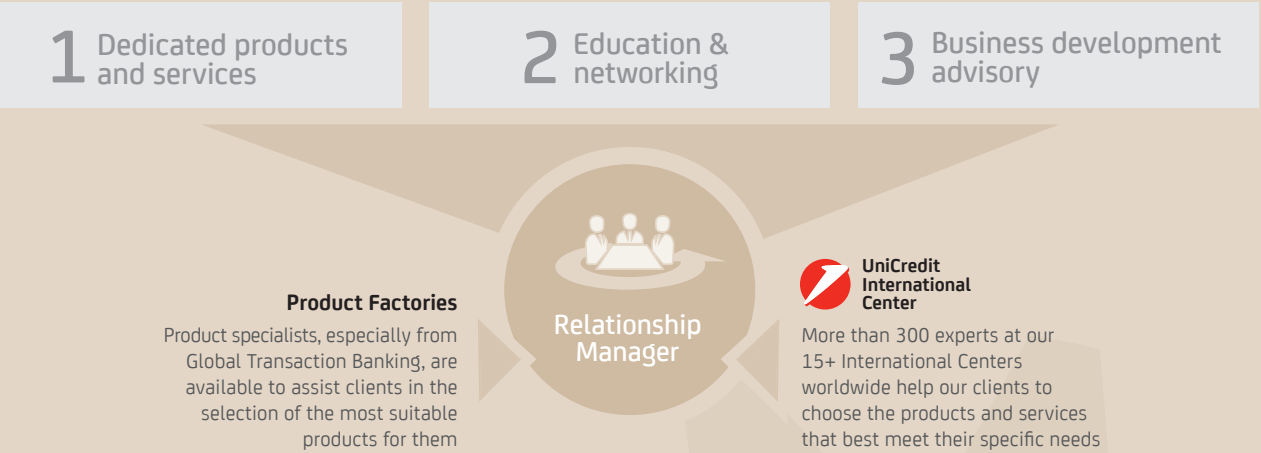 1 Dedicated products
and services
2 Education &
networking
3 Business development
advisory
Relationship
Manager
Product Factories
Product specialists, especially from
Global Transaction Banking, are
available to assist clients in the
selection of the most suitable
products for them
UniCredit
International
Center
More than 300 experts at our
15+ International Centers
worldwide help our clients to
choose the products and services
that best meet their specific needs